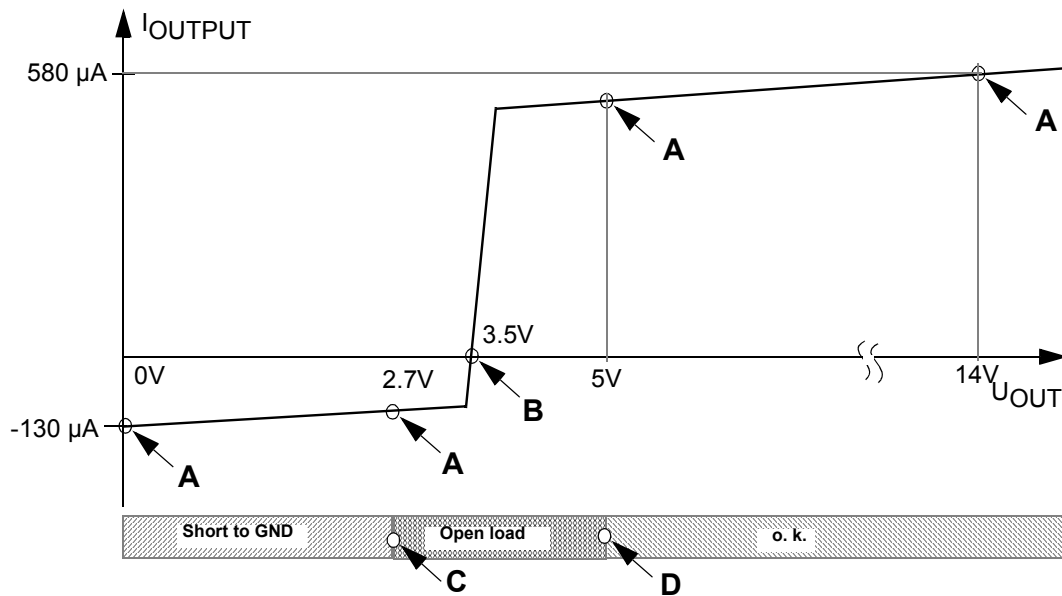 IOUTPUT
580 µA
A
A
3.5V
0V
2.7V
5V
14V
UOUT
B
-130 µA
A
A
Short to GND
Open load
o. k.
C
D